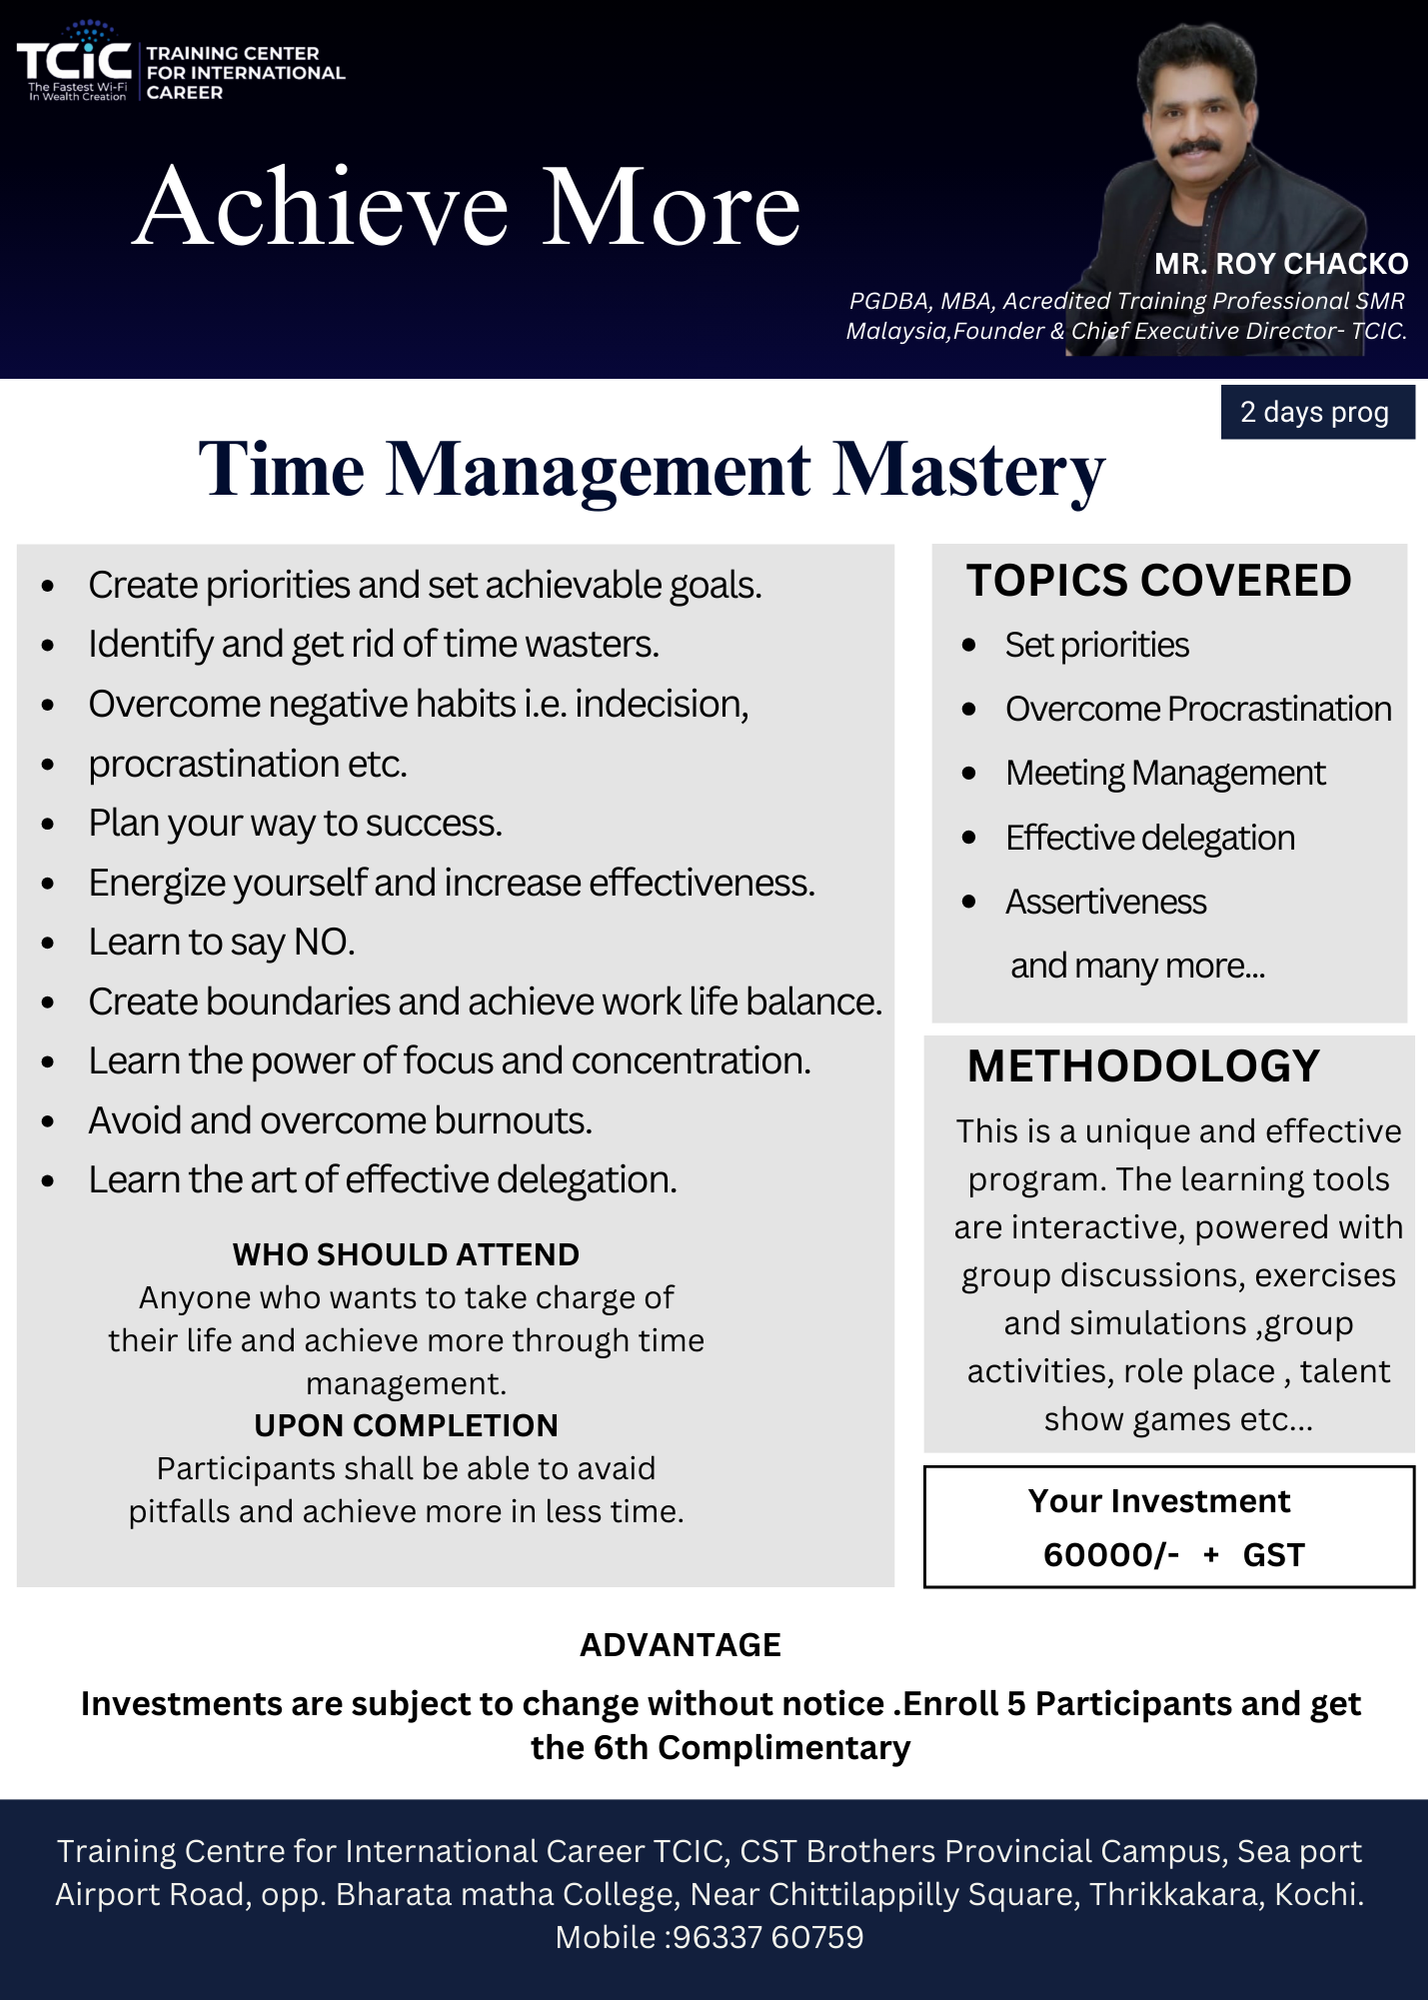 TCiC
The Fastest Wi-Fi
In Wealth Creation
TRAINING CENTER
FOR INTERNATIONAL
CAREER
Achieve More
MR. ROY CHACKO
PGDBA, MBA, Acredited Training Professional SMR
Malaysia,Founder & Chief Executive Director- TCIC.
2 days prog
Time Management Mastery
• Create priorities and set achievable goals.
• Identify and get rid of time wasters.
• Overcome negative habits i.e. indecision,
• procrastination etc.
• Plan your way to success.
• Energize yourself and increase effectiveness.
• Learn to say NO.
• Create boundaries and achieve work life balance.
• Learn the power of focus and concentration.
• Avoid and overcome burnouts.
• Learn the art of effective delegation.
WHO SHOULD ATTEND
Anyone who wants to take charge of
their life and achieve more through time
management.
UPON COMPLETION
Participants shall be able to avaid
pitfalls and achieve more in less time.
TOPICS COVERED
• Set priorities
• Overcome Procrastination
• Meeting Management
• Effective delegation
• Assertiveness
and many more...
METHODOLOGY
This is a unique and effective
program. The learning tools
are interactive, powered with
group discussions, exercises
and simulations ,group
activities, role place , talent
show games etc...
Your Investment
60000/- + GST
ADVANTAGE
Investments are subject to change without notice .Enroll 5 Participants and get
the 6th Complimentary
Training Centre for International Career TCIC, CST Brothers Provincial Campus, Sea port
Airport Road, opp. Bharata matha College, Near Chittilappilly Square, Thrikkakara, Kochi.
Mobile :96337 60759